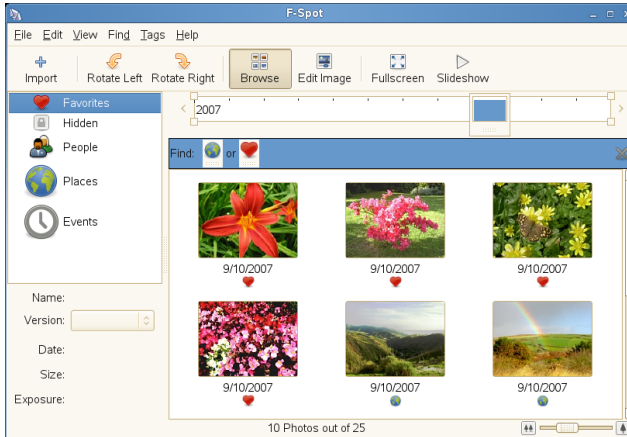 F-Spot
File Edit View Find Tags Help
Import Rotate Left Rotate Right Browse Edit Image Fullscreen Slideshow
Favorites
Hidden
People
Places
Events
2007
Find: or
9/10/2007 9/10/2007 9/10/2007
9/10/2007 9/10/2007 9/10/2007
Name:
Version:
Date:
Size:
Exposure:
10 Photos out of 25